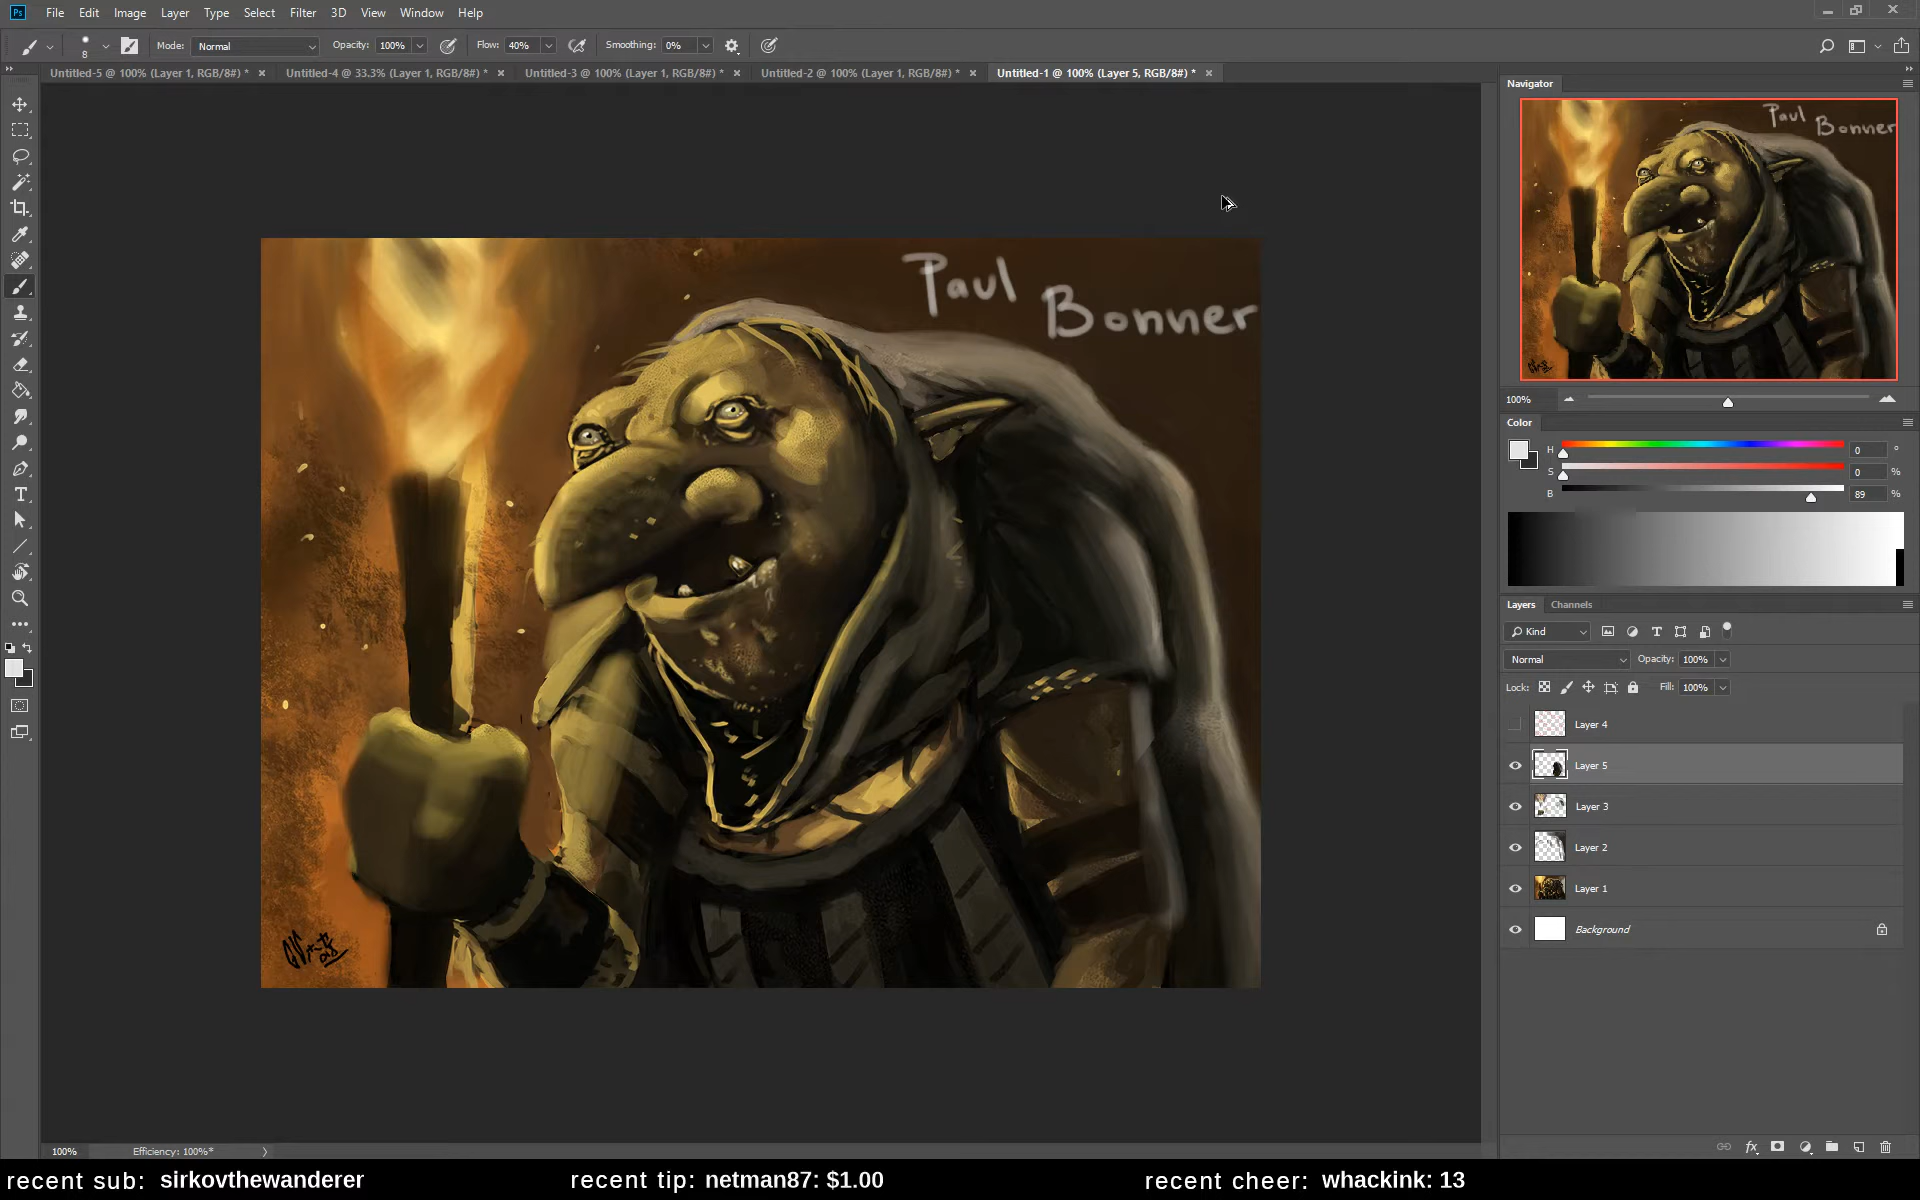 Ps File Edit Image Layer Type Select Filter 3D View Window Help
8 Mode: Normal Opacity: 100% Flow: 40% Smoothing: 0%
Untitled-5 @ 100% (Layer 1, RGB/8#) * Untitled-4 @ 33.3% (Layer 1, RGB/8#) * Untitled-3 @ 100% (Layer 1, RGB/8#) * Untitled-2 @ 100% (Layer 1, RGB/8#) * Untitled-1 @ 100% (Layer 5, RGB/8#) *
Navigator
Paul
Bonner
Paul
Bonner
100%
Color
H 0 °
S 0 %
B 89 %
Layers Channels
Kind
Normal Opacity: 100%
Lock: Fill: 100%
Layer 4
Layer 5
Layer 3
Layer 2
Layer 1
Background
100% Efficiency: 100%*
recent sub: sirkovthewanderer recent tip: netman87: $1.00 recent cheer: whackink: 13